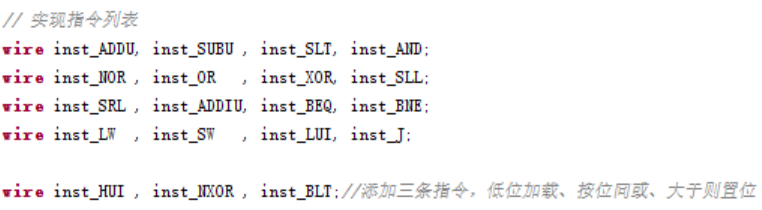 // 实现指令列表
wire inst_ADDU, inst_SUBU , inst_SLT, inst_AND;
wire inst_NOR , inst_OR   , inst_XOR, inst_SLL;
wire inst_SRL , inst_ADDIU, inst_BEQ, inst_BNE;
wire inst_LW  , inst_SW   , inst_LUI, inst_J;
wire inst_HUI , inst_NXOR , inst_BLT;//添加三条指令，低位加载、按位同或、大于则置位